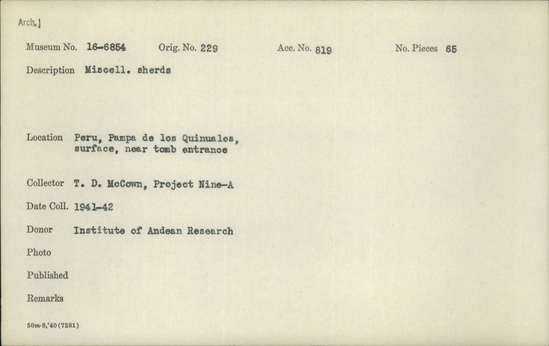 Arch.]
Museum No. 16-6854 Orig. No. 229 Acc. No. 819 No. Pieces 65
Description Miscell. sherds
Location Peru, Pampa de los Quinuales,
surface, near tomb entrance
Collector T. D. McCown, Project Nine-A
Date Coll. 1941-42
Donor Institute of Andean Research
Photo
Published
Remarks
50m-8,'40 (7281)